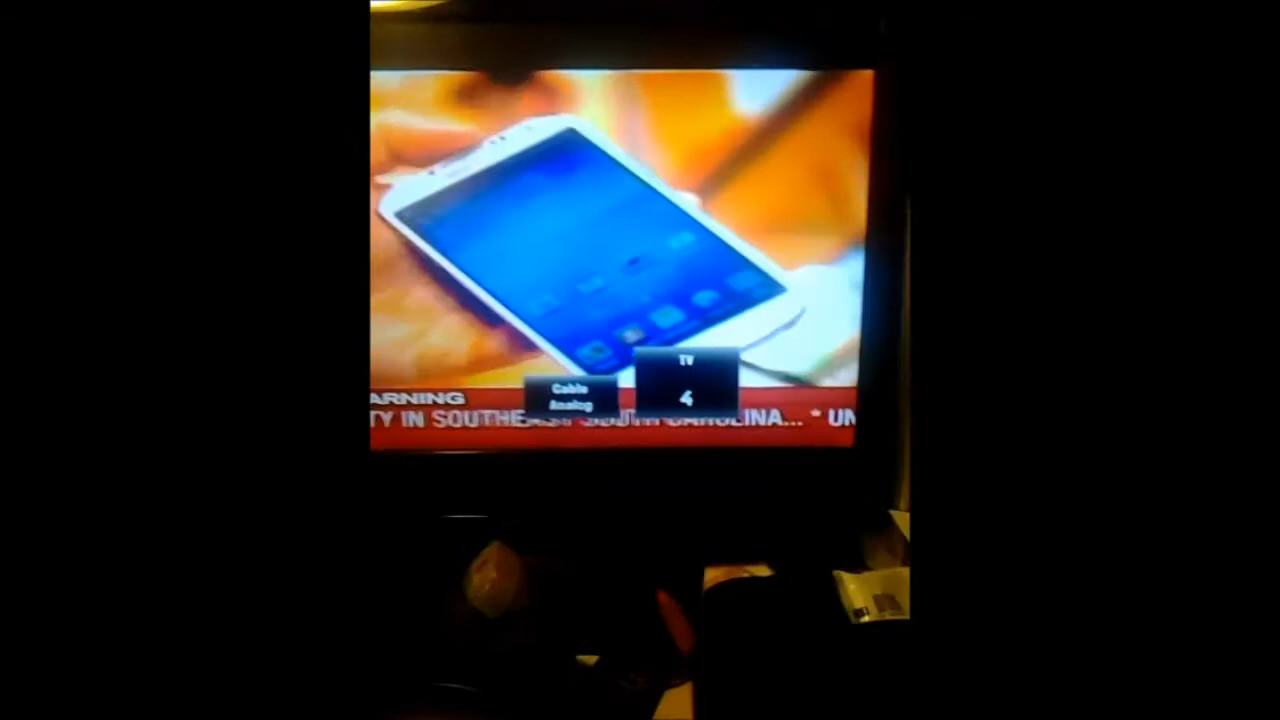 TV
4
Cable
Analog
ARNING
TY IN SOUTHEAST SOUTH CAROLINA... * UN